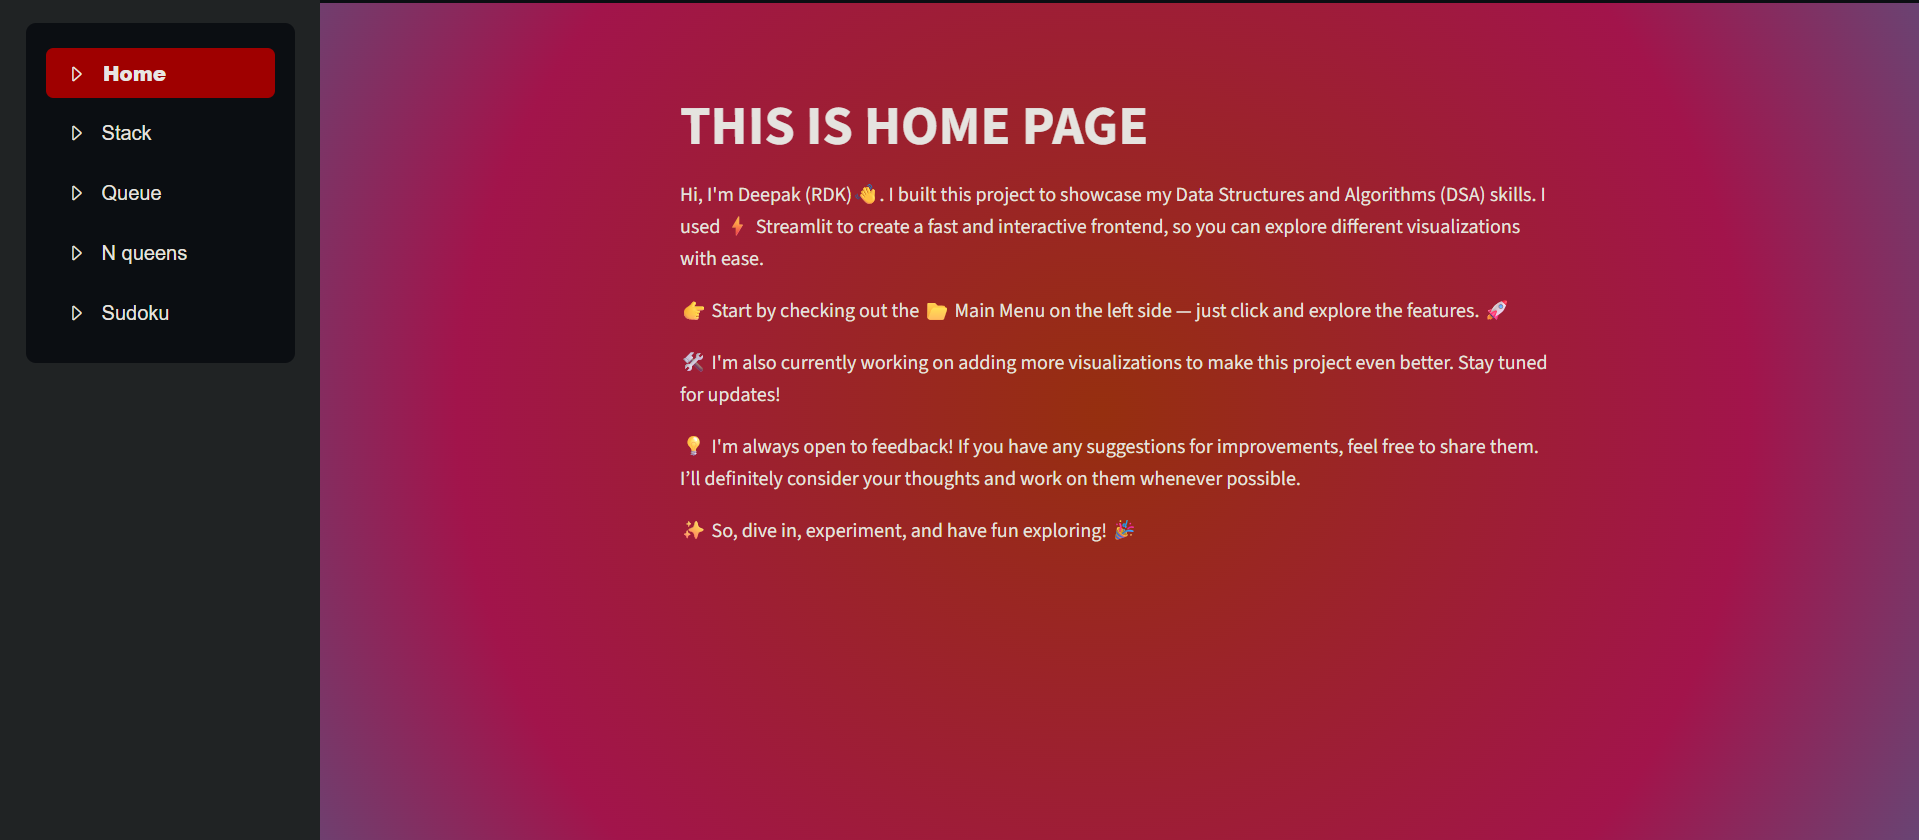 Home
Stack
Queue
N queens
Sudoku
THIS IS HOME PAGE
Hi, I'm Deepak (RDK) 👋. I built this project to showcase my Data Structures and Algorithms (DSA) skills. I
used ⚡ Streamlit to create a fast and interactive frontend, so you can explore different visualizations
with ease.
👉 Start by checking out the 📂 Main Menu on the left side — just click and explore the features. 🚀
🛠️ I'm also currently working on adding more visualizations to make this project even better. Stay tuned
for updates!
💡 I'm always open to feedback! If you have any suggestions for improvements, feel free to share them.
I’ll definitely consider your thoughts and work on them whenever possible.
✨ So, dive in, experiment, and have fun exploring! 🎉